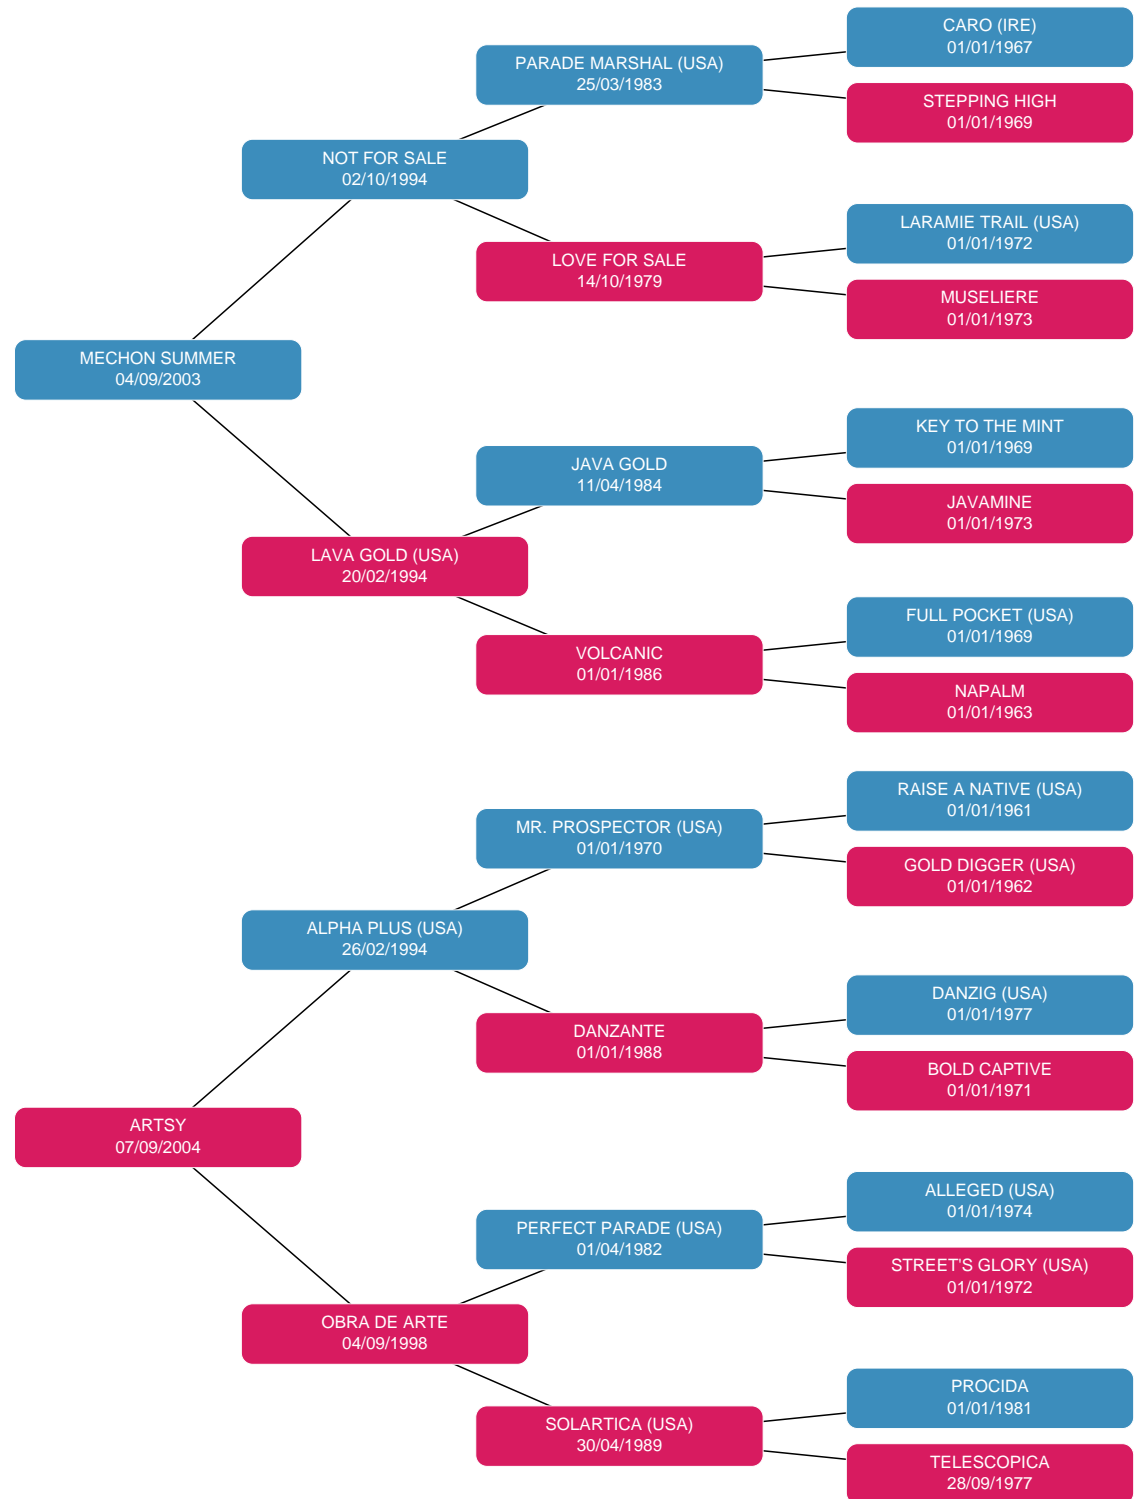 CARO (IRE)
01/01/1967
PARADE MARSHAL (USA)
25/03/1983
STEPPING HIGH
01/01/1969
NOT FOR SALE
02/10/1994
LARAMIE TRAIL (USA)
01/01/1972
LOVE FOR SALE
14/10/1979
MUSELIERE
01/01/1973
MECHON SUMMER
04/09/2003
KEY TO THE MINT
01/01/1969
JAVA GOLD
11/04/1984
JAVAMINE
01/01/1973
LAVA GOLD (USA)
20/02/1994
FULL POCKET (USA)
01/01/1969
VOLCANIC
01/01/1986
NAPALM
01/01/1963
RAISE A NATIVE (USA)
01/01/1961
MR. PROSPECTOR (USA)
01/01/1970
GOLD DIGGER (USA)
01/01/1962
ALPHA PLUS (USA)
26/02/1994
DANZIG (USA)
01/01/1977
DANZANTE
01/01/1988
BOLD CAPTIVE
01/01/1971
ARTSY
07/09/2004
ALLEGED (USA)
01/01/1974
PERFECT PARADE (USA)
01/04/1982
STREET'S GLORY (USA)
01/01/1972
OBRA DE ARTE
04/09/1998
PROCIDA
01/01/1981
SOLARTICA (USA)
30/04/1989
TELESCOPICA
28/09/1977